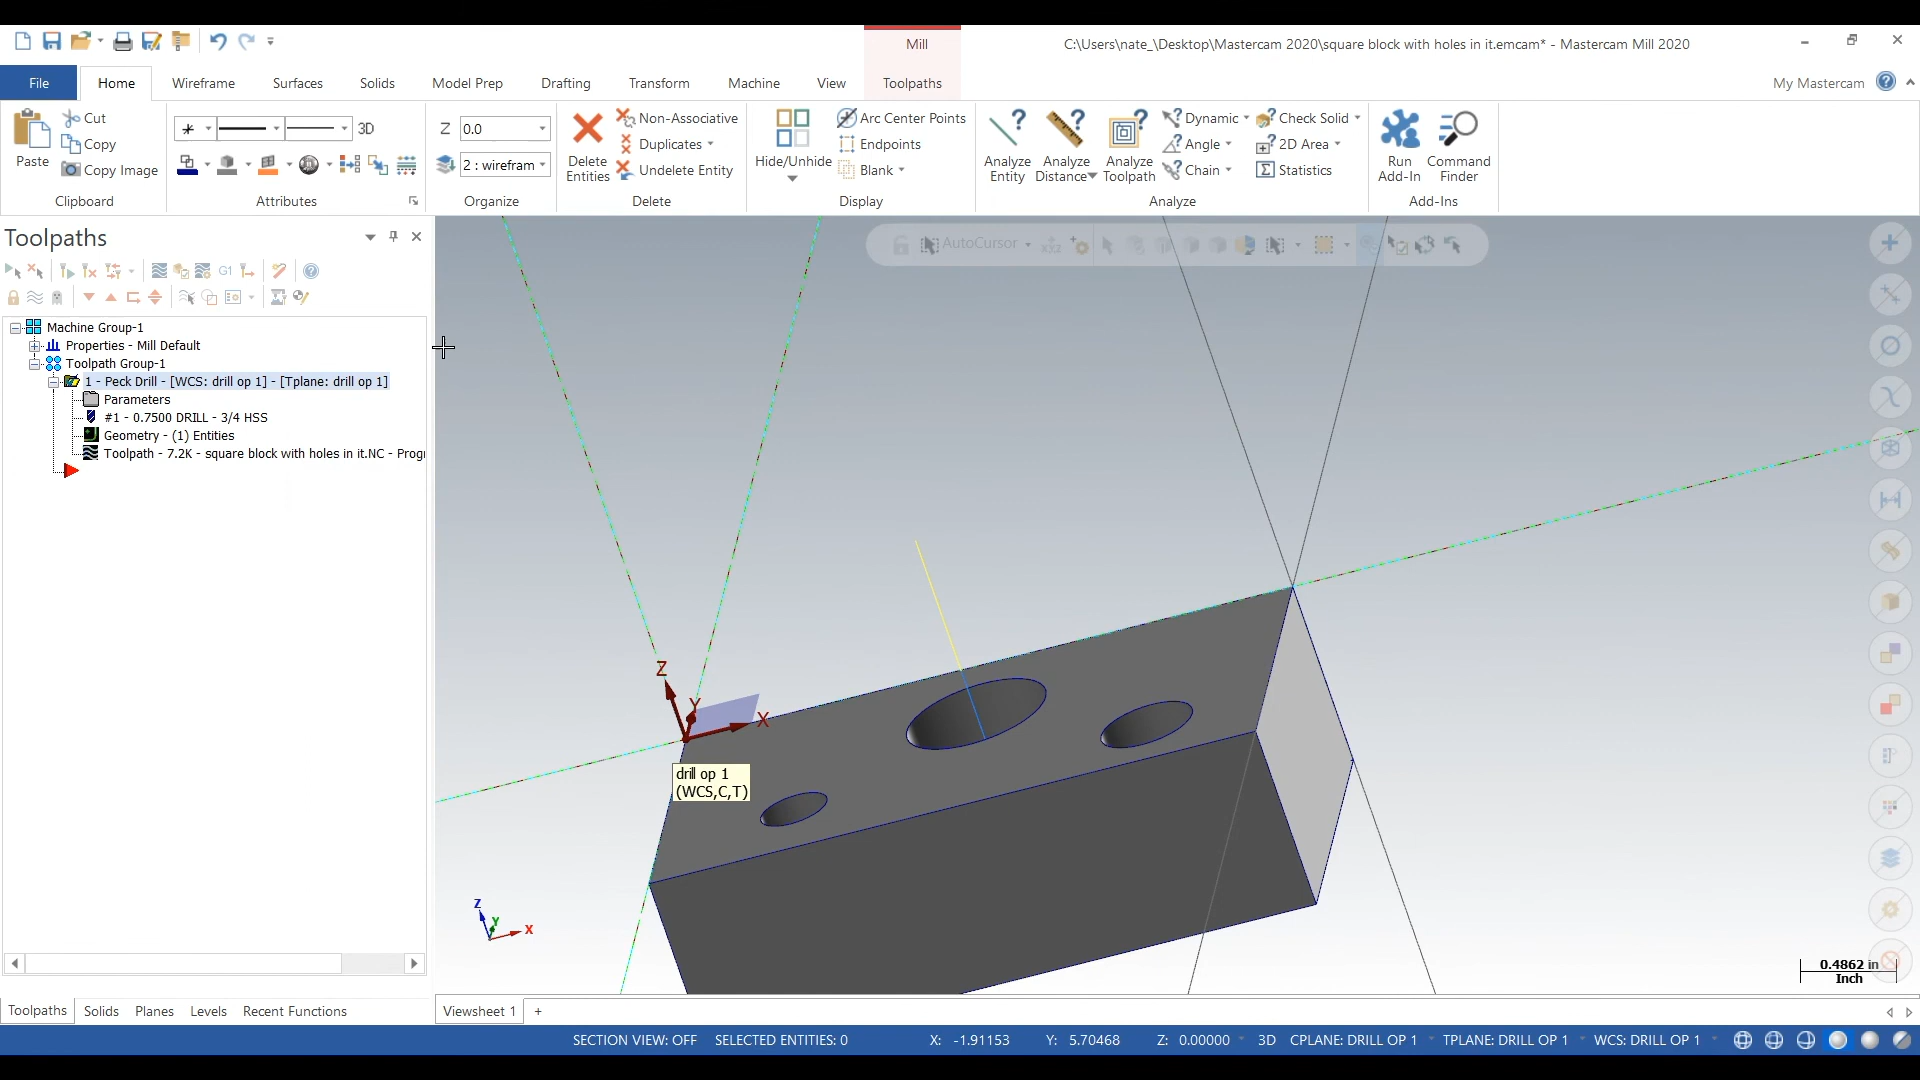 Mill
C:\Users\nate_\Desktop\Mastercam 2020\square block with holes in it.emcam* - Mastercam Mill 2020
File Home Wireframe Surfaces Solids Model Prep Drafting Transform Machine View Toolpaths My Mastercam
Paste
Cut
Copy
Copy Image
Clipboard
3D
Attributes
Z 0.0
2 : wirefram
Organize
Delete Entities
Non-Associative
Duplicates
Undelete Entity
Delete
Hide/Unhide
Arc Center Points
Endpoints
Blank
Display
Analyze Entity
Analyze Distance
Analyze Toolpath
Dynamic
Angle
Chain
Check Solid
2D Area
Statistics
Analyze
Run Add-In
Command Finder
Add-Ins
Toolpaths
G1
Machine Group-1
Properties - Mill Default
Toolpath Group-1
1 - Peck Drill - [WCS: drill op 1] - [Tplane: drill op 1]
Parameters
#1 - 0.7500 DRILL - 3/4 HSS
Geometry - (1) Entities
Toolpath - 7.2K - square block with holes in it.NC - Progr
AutoCursor
Z
Y
X
drill op 1
(WCS,C,T)
Z
Y
X
0.4862 in
Inch
Toolpaths Solids Planes Levels Recent Functions
Viewsheet 1 +
SECTION VIEW: OFF SELECTED ENTITIES: 0 X: -1.91153 Y: 5.70468 Z: 0.00000 3D CPLANE: DRILL OP 1 TPLANE: DRILL OP 1 WCS: DRILL OP 1